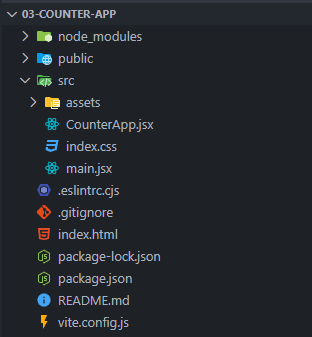 03-COUNTER-APP
node_modules
public
src
assets
CounterApp.jsx
index.css
main.jsx
.eslintrc.cjs
.gitignore
index.html
package-lock.json
package.json
README.md
vite.config.js